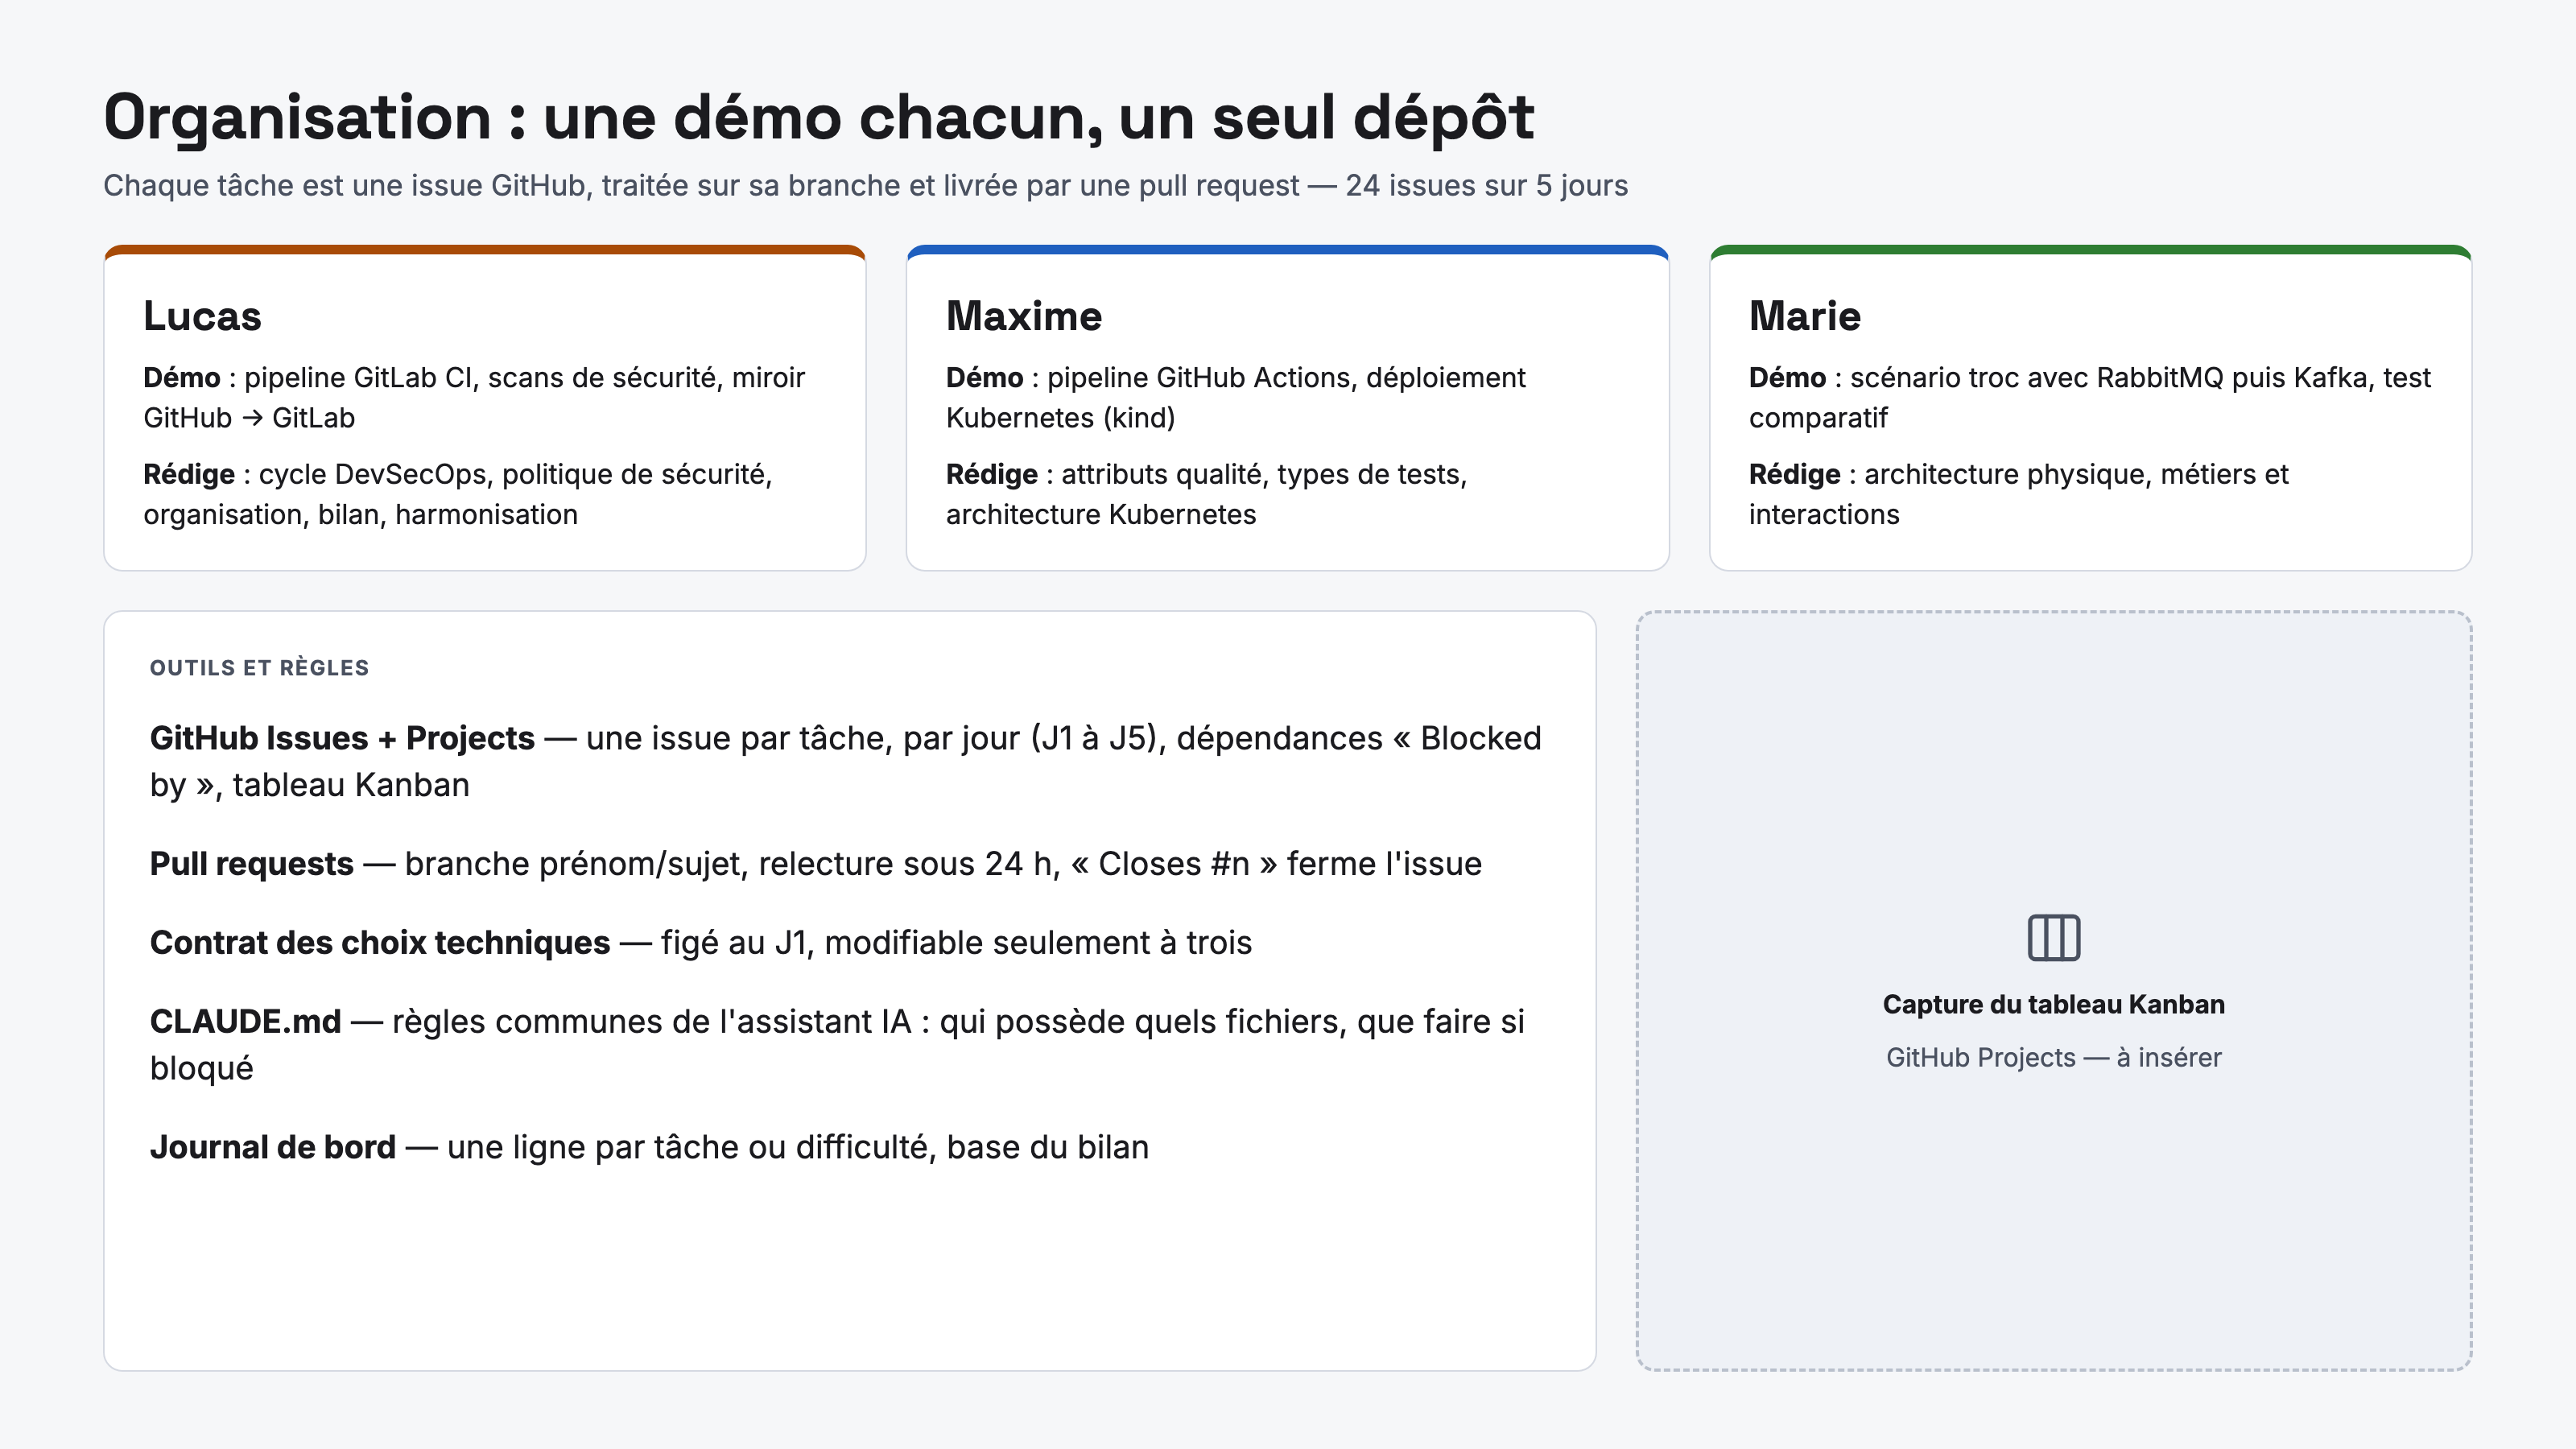 Organisation : une démo chacun, un seul dépôt
Chaque tâche est une issue GitHub, traitée sur sa branche et livrée par une pull request — 24 issues sur 5 jours
Lucas
Démo : pipeline GitLab CI, scans de sécurité, miroir
GitHub → GitLab
Rédige : cycle DevSecOps, politique de sécurité,
organisation, bilan, harmonisation
Maxime
Démo : pipeline GitHub Actions, déploiement
Kubernetes (kind)
Rédige : attributs qualité, types de tests,
architecture Kubernetes
Marie
Démo : scénario troc avec RabbitMQ puis Kafka, test
comparatif
Rédige : architecture physique, métiers et
interactions
OUTILS ET RÈGLES
GitHub Issues + Projects — une issue par tâche, par jour (J1 à J5), dépendances « Blocked
by », tableau Kanban
Pull requests — branche prénom/sujet, relecture sous 24 h, « Closes #n » ferme l'issue
Contrat des choix techniques — figé au J1, modifiable seulement à trois
CLAUDE.md — règles communes de l'assistant IA : qui possède quels fichiers, que faire si
bloqué
Journal de bord — une ligne par tâche ou difficulté, base du bilan
Capture du tableau Kanban
GitHub Projects — à insérer